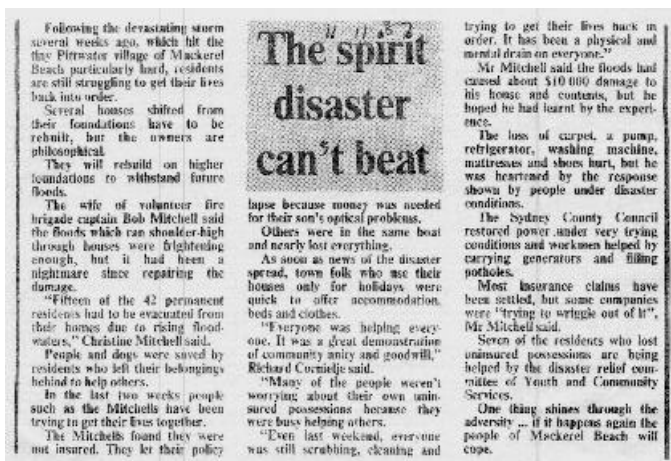 Following the devastating storm
several weeks ago, which hit the
tiny Pittwater village of Mackerel
Beach particularly hard, residents
are still struggling to get their lives
back into order.
Several houses shifted from
their foundations have to be
rebuilt, but the owners are
philosophical.
They will rebuild on higher
foundations to withstand future
floods.
The wife of volunteer fire
brigade captain Bob Mitchell said
the floods which ran shoulder-high
through houses were frightening
enough, but it had been a
nightmare since repairing the
damage.
"Fifteen of the 42 permanent
residents had to be evacuated from
their homes due to rising flood-
waters," Christine Mitchell said.
People and dogs were saved by
residents who left their belongings
behind to help others.
In the last two weeks people
such as the Mitchells have been
trying to get their lives together.
The Mitchells found they were
not insured. They let their policy
The spirit
disaster
can't beat
lapse because money was needed
for their son's optical problems.
Others were in the same boat
and nearly lost everything.
As soon as news of the disaster
spread, town folk who use their
houses only for holidays were
quick to offer accommodation,
beds and clothes.
"Everyone was helping every-
one. It was a great demonstration
of community unity and goodwill,"
Richard said.
"Many of the people weren't
worrying about their own unin-
sured possessions because they
were busy helping others.
"Even last weekend, everyone
was still scrubbing, cleaning and
trying to get their lives back in
order. It has been a physical and
mental drain on everyone."
Mr Mitchell said the floods had
caused about $10 000 damage to
his house and contents, but he
hoped he had learnt by the experi-
ence.
The loss of carpet, a pump,
refrigerator, washing machine,
mattresses and shoes hurt, but he
was heartened by the response
shown by people under disaster
conditions.
The Sydney County Council
restored power under very trying
conditions and workmen helped by
carrying generators and filling
potholes.
Most insurance claims have
been settled, but some companies
were "trying to wriggle out of it",
Mr Mitchell said.
Seven of the residents who lost
uninsured possessions are being
helped by the disaster relief com-
mittee of Youth and Community
Services.
One thing shines through the
adversity ... if it happens again the
people of Mackerel Beach will
cope.